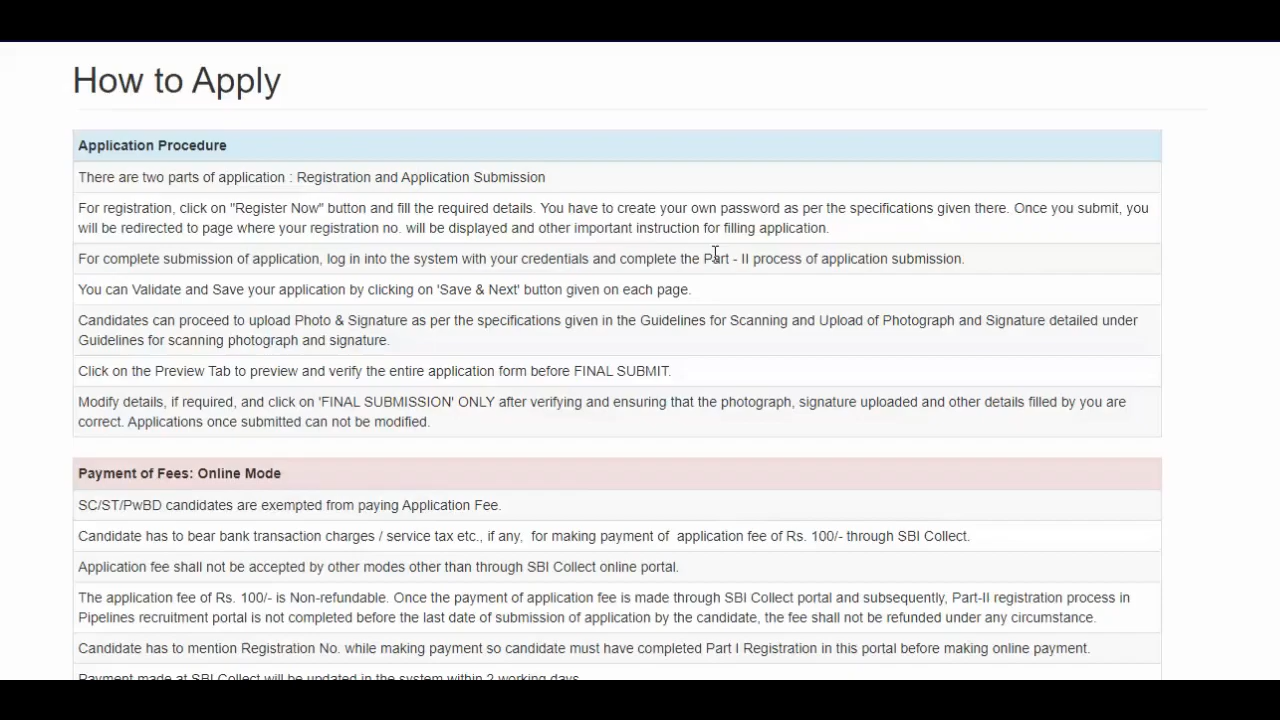 How to Apply
Application Procedure
There are two parts of application : Registration and Application Submission
For registration, click on "Register Now" button and fill the required details. You have to create your own password as per the specifications given there. Once you submit, you
will be redirected to page where your registration no. will be displayed and other important instruction for filling application.
For complete submission of application, log in into the system with your credentials and complete the Part - II process of application submission.
You can Validate and Save your application by clicking on 'Save & Next' button given on each page.
Candidates can proceed to upload Photo & Signature as per the specifications given in the Guidelines for Scanning and Upload of Photograph and Signature detailed under
Guidelines for scanning photograph and signature.
Click on the Preview Tab to preview and verify the entire application form before FINAL SUBMIT.
Modify details, if required, and click on 'FINAL SUBMISSION' ONLY after verifying and ensuring that the photograph, signature uploaded and other details filled by you are
correct. Applications once submitted can not be modified.
Payment of Fees: Online Mode
SC/ST/PwBD candidates are exempted from paying Application Fee.
Candidate has to bear bank transaction charges / service tax etc., if any, for making payment of application fee of Rs. 100/- through SBI Collect.
Application fee shall not be accepted by other modes other than through SBI Collect online portal.
The application fee of Rs. 100/- is Non-refundable. Once the payment of application fee is made through SBI Collect portal and subsequently, Part-II registration process in
Pipelines recruitment portal is not completed before the last date of submission of application by the candidate, the fee shall not be refunded under any circumstance.
Candidate has to mention Registration No. while making payment so candidate must have completed Part I Registration in this portal before making online payment.
Payment made at SBI Collect will be updated in the system within 2 working days